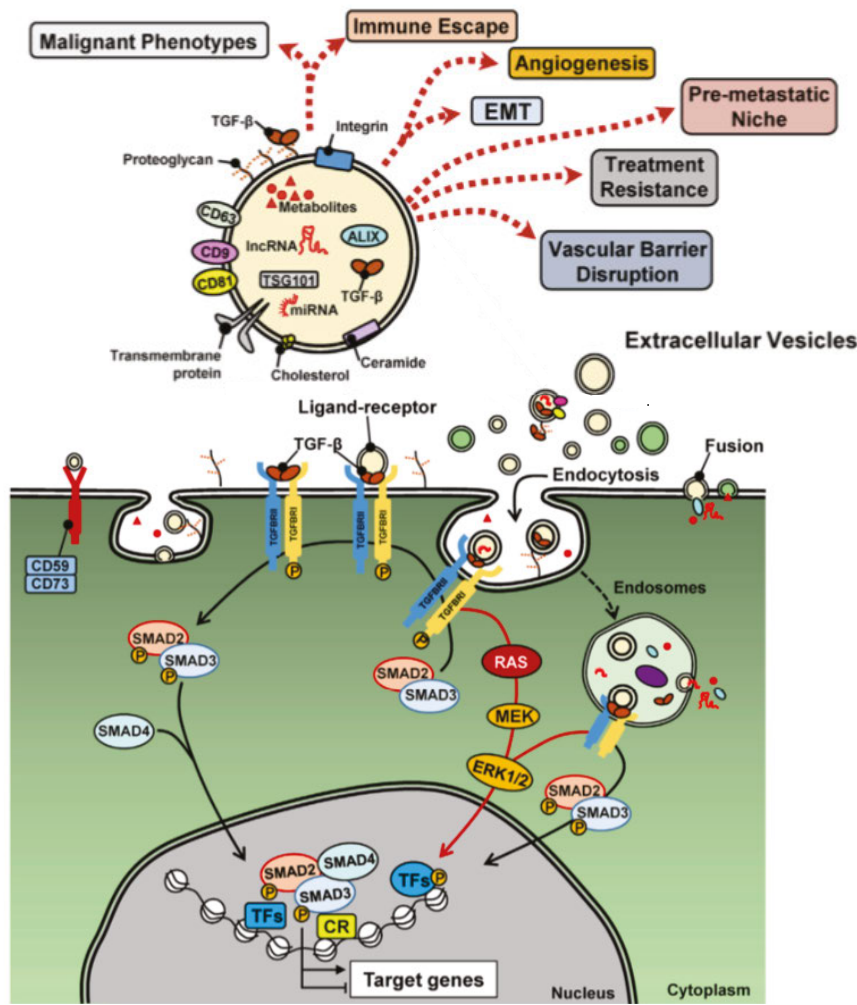 Malignant Phenotypes
Immune Escape
Angiogenesis
EMT
Pre-metastatic
Niche
Treatment
Resistance
Vascular Barrier
Disruption
TGF-β
Integrin
Proteoglycan
Metabolites
CD63
lncRNA
ALIX
CD9
TSG101
CD81
TGF-β
miRNA
Transmembrane
protein
Cholesterol
Ceramide
Extracellular Vesicles
Ligand-receptor
TGF-β
Endocytosis
Fusion
TGFBRII
TGFBRI
P
TGFBRII
TGFBRI
P
CD59
CD73
TGFBRII
TGFBRI
P
Endosomes
SMAD2
P
SMAD3
P
RAS
SMAD2
SMAD3
SMAD4
MEK
ERK1/2
SMAD2
P
SMAD3
P
SMAD4
SMAD2
P
SMAD3
P
TFs
P
TFs
CR
Target genes
Nucleus
Cytoplasm